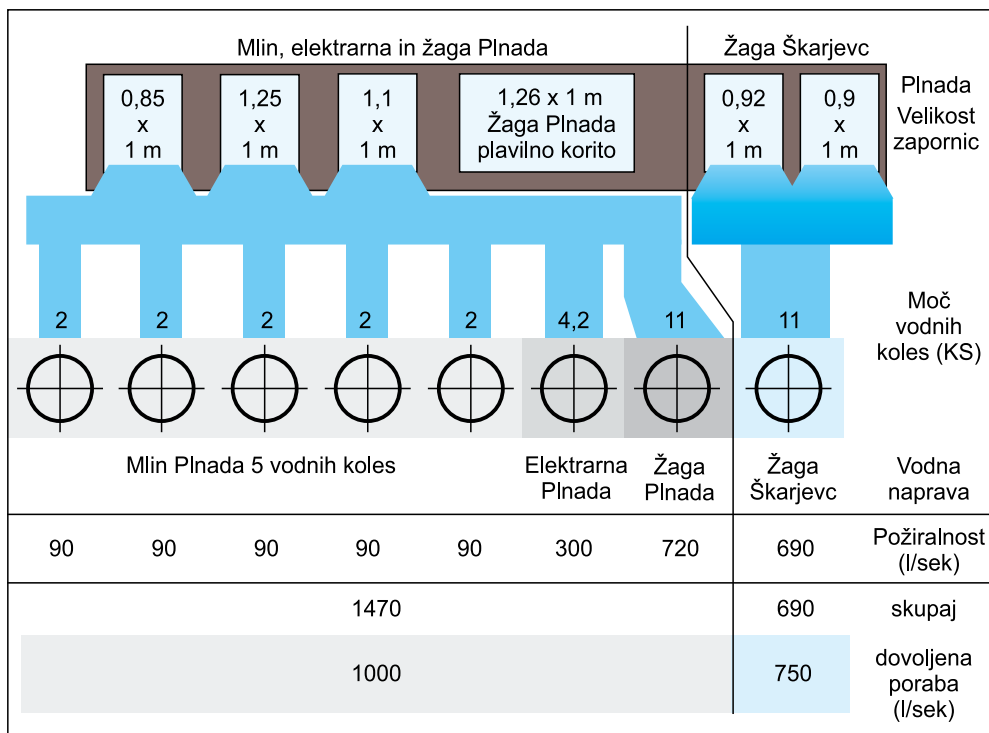 Mlin, elektrarna in žaga Plnada
Žaga Škarjevc
0,85
x
1 m
1,25
x
1 m
1,1
x
1 m
1,26 x 1 m
Žaga Plnada
plavilno korito
0,92
x
1 m
0,9
x
1 m
Plnada
Velikost
zapornic
2
2
2
2
2
4,2
11
11
Moč
vodnih
koles (KS)
Mlin Plnada 5 vodnih koles
Elektrarna
Plnada
Žaga
Plnada
Žaga
Škarjevc
Vodna
naprava
90
90
90
90
90
300
720
690
Požiralnost
(l/sek)
1470
690
skupaj
1000
750
dovoljena
poraba
(l/sek)